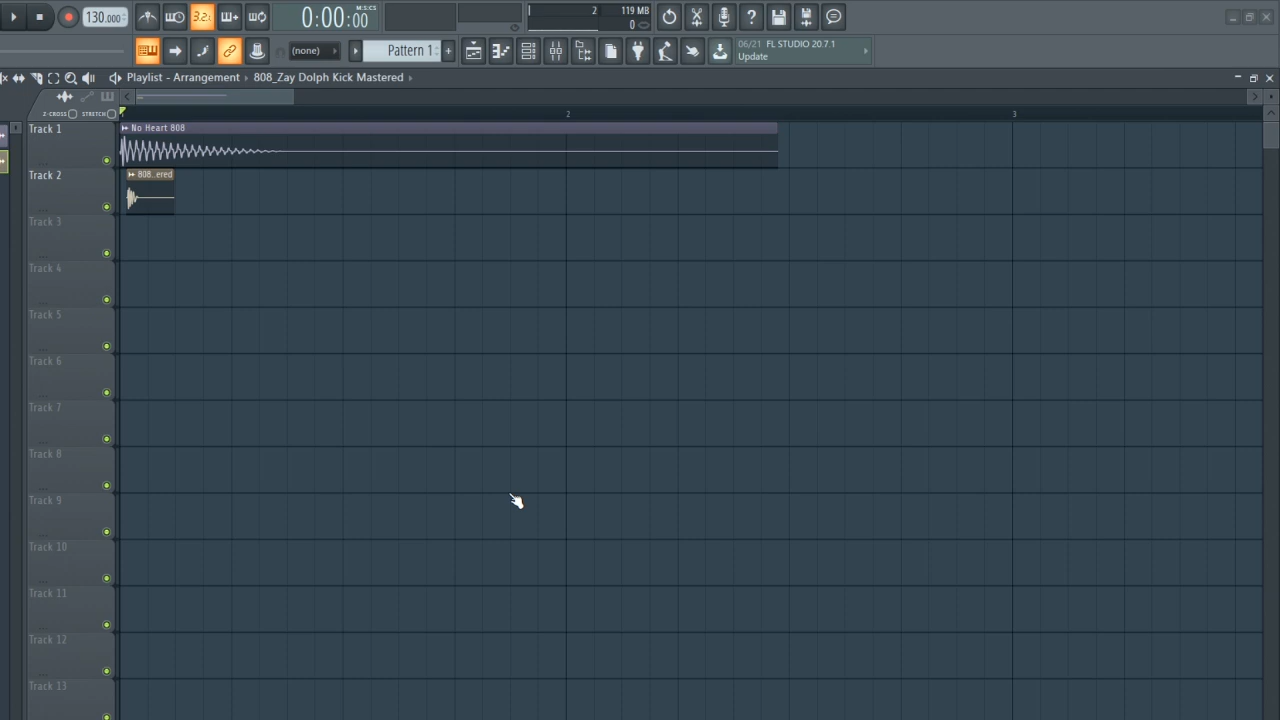 130.000
3.2.
0:00:00
M:S:CS
2
119 MB
0
(none)
Pattern 1
06/21 FL STUDIO 20.7.1
Update
Playlist - Arrangement
808_Zay Dolph Kick Mastered
Z-CROSS
STRETCH
2
3
Track 1
No Heart 808
Track 2
808..ered
Track 3
Track 4
Track 5
Track 6
Track 7
Track 8
Track 9
Track 10
Track 11
Track 12
Track 13